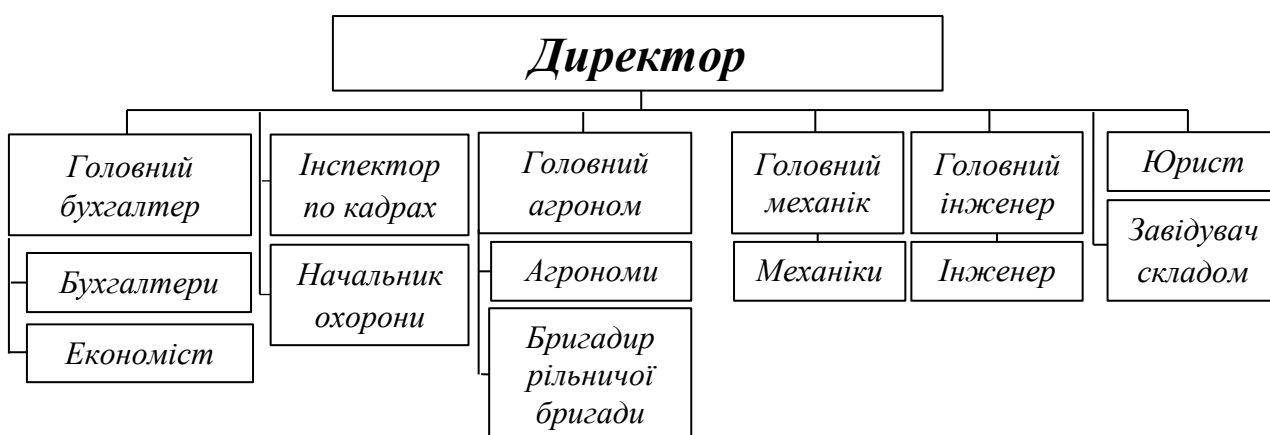 Директор
Головний
бухгалтер
Бухгалтери
Економіст
Інспектор
по кадрах
Начальник
охорони
Головний
агроном
Агрономи
Бригадир
рільничої
бригади
Головний
механік
Механіки
Головний
інженер
Інженер
Юрист
Завідувач
складом